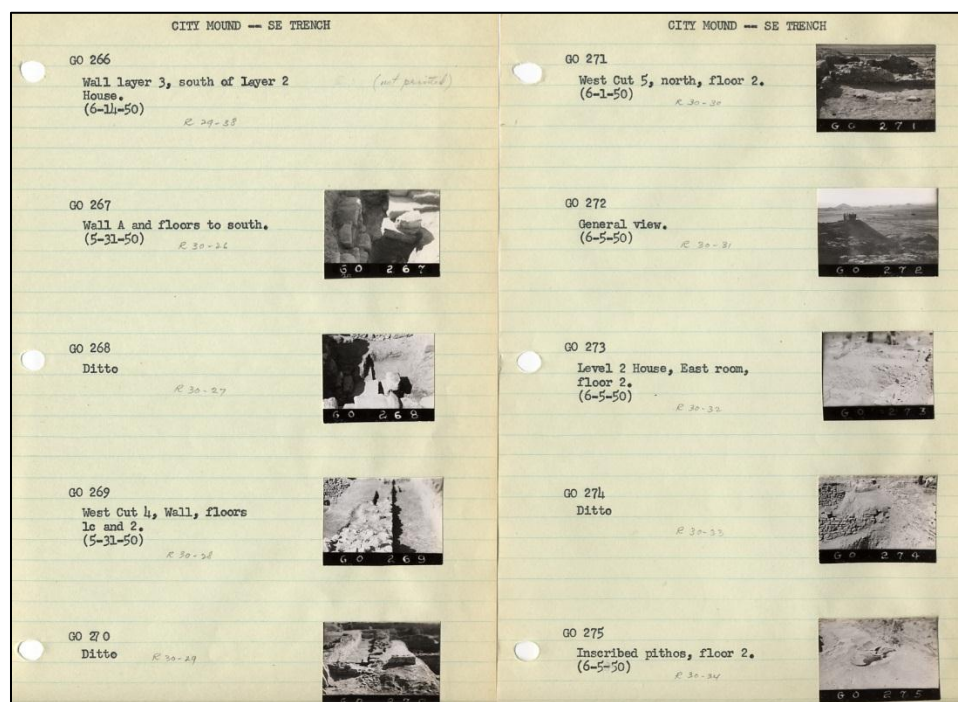 CITY MOUND -- SE TRENCH
GO 266
Wall layer 3, south of Layer 2
House.
(not printed)
(6-14-50)
R 29-38
GO 267
Wall A and floors to south.
(5-31-50)
R 30-26
GO 267
GO 268
Ditto
R 30-27
GO 268
GO 269
West Cut 4, Wall, floors
1c and 2.
(5-31-50)
R 30-28
GO 269
GO 270
Ditto
R 30-29
GO 270
CITY MOUND -- SE TRENCH
GO 271
West Cut 5, north, floor 2.
(6-1-50)
R 30-30
GO 271
GO 272
General view.
(6-5-50)
R 30-31
GO 272
GO 273
Level 2 House, East room,
floor 2.
(6-5-50)
R 30-32
GO 273
GO 274
Ditto
R 30-33
GO 274
GO 275
Inscribed pithos, floor 2.
(6-5-50)
R 30-34
GO 275